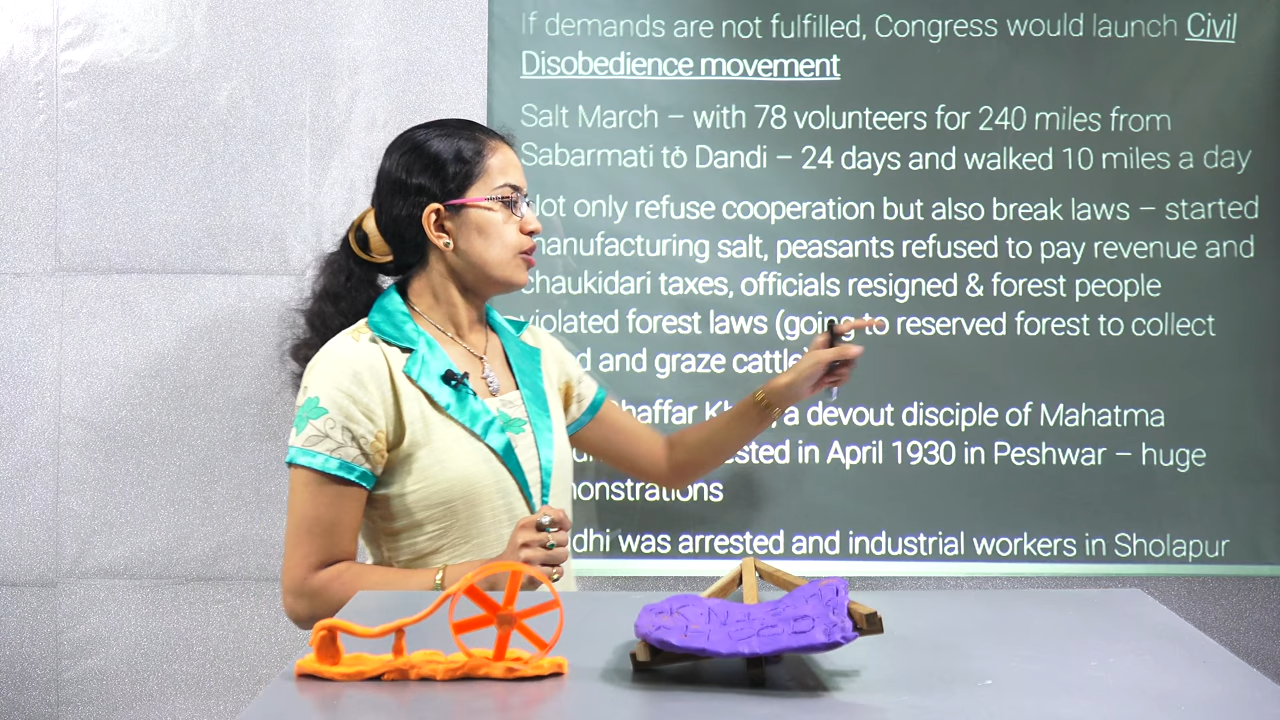 If demands are not fulfilled, Congress would launch Civil
Disobedience movement
Salt March – with 78 volunteers for 240 miles from
Sabarmati to Dandi – 24 days and walked 10 miles a day
only refuse cooperation but also break laws – started
manufacturing salt, peasants refused to pay revenue and
chaukidari taxes, officials resigned & forest people
violated forest laws (going to reserved forest to collect
and graze cattle)
a devout disciple of Mahatma
in April 1930 in Peshwar – huge
was arrested and industrial workers in Sholapur